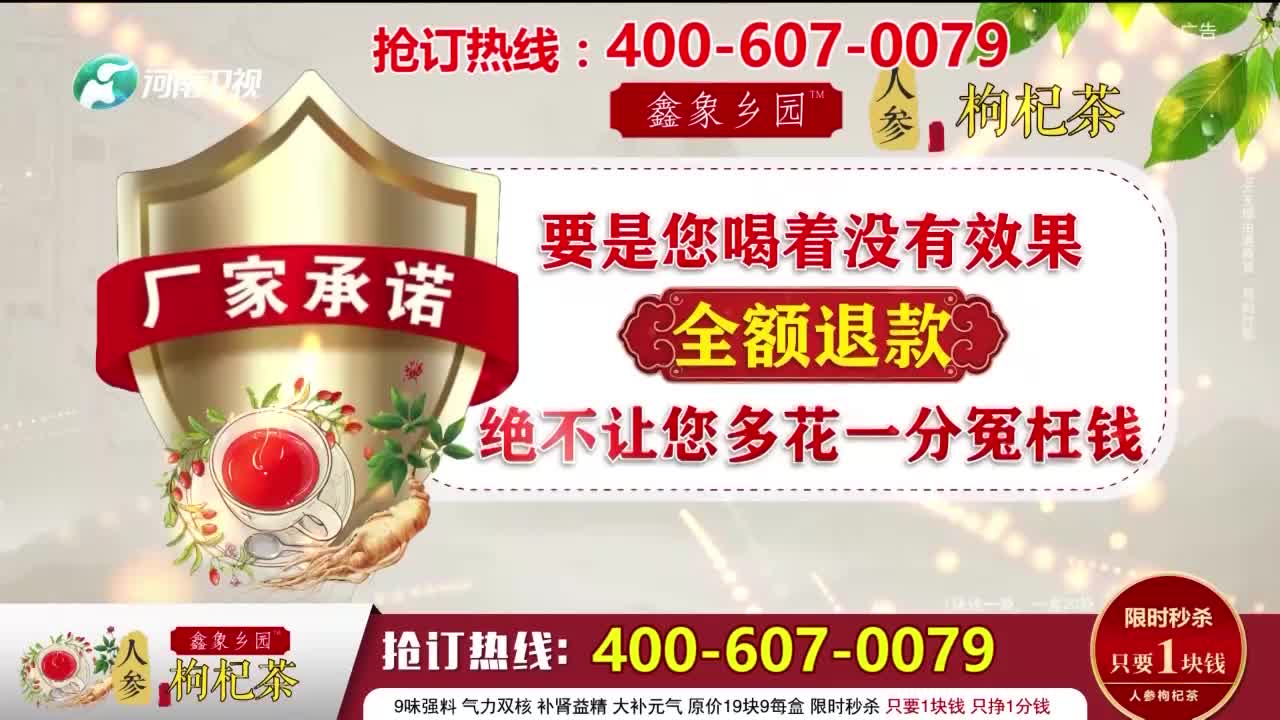 抢订热线：400-607-0079
广告
河南卫视
鑫象乡园™
人参
枸杞茶
厂家承诺
要是您喝着没有效果
全额退款
绝不让您多花一分冤枉钱
人参
鑫象乡园™
枸杞茶
抢订热线：400-607-0079
9味强料 气力双核 补肾益精 大补元气 原价19块9每盒 限时秒杀 只要1块钱 只挣1分钱
限时秒杀
只要1块钱
人参枸杞茶